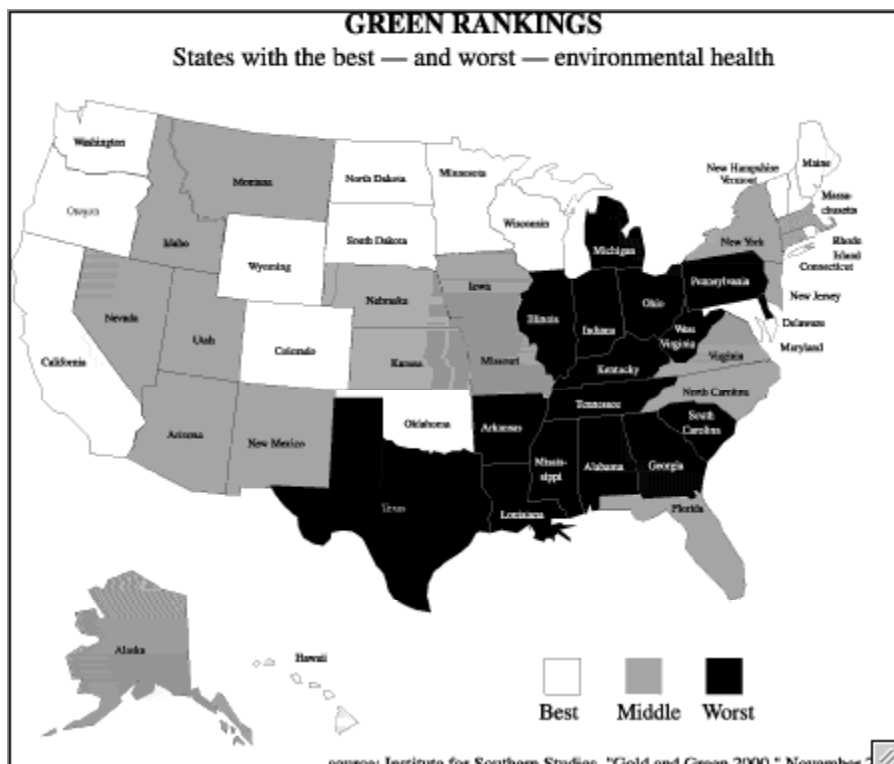 GREEN RANKINGS
States with the best — and worst — environmental health
Washington
Oregon
California
Idaho
Nevada
Montana
Wyoming
Utah
Arizona
Colorado
New Mexico
North Dakota
South Dakota
Nebraska
Kansas
Oklahoma
Texas
Minnesota
Iowa
Missouri
Arkansas
Louisiana
Wisconsin
Illinois
Michigan
Indiana
Ohio
Kentucky
Tennessee
Missis-
sippi
Alabama
Georgia
Florida
South
Carolina
North Carolina
Virginia
West
Virginia
Pennsylvania
New York
New Hampshire
Vermont
Maine
Massa-
chusetts
Rhode
Island
Connecticut
New Jersey
Delaware
Maryland
Alaska
Hawaii
Best
Middle
Worst
source: Institute for Southern Studies, "Gold and Green 2000," November